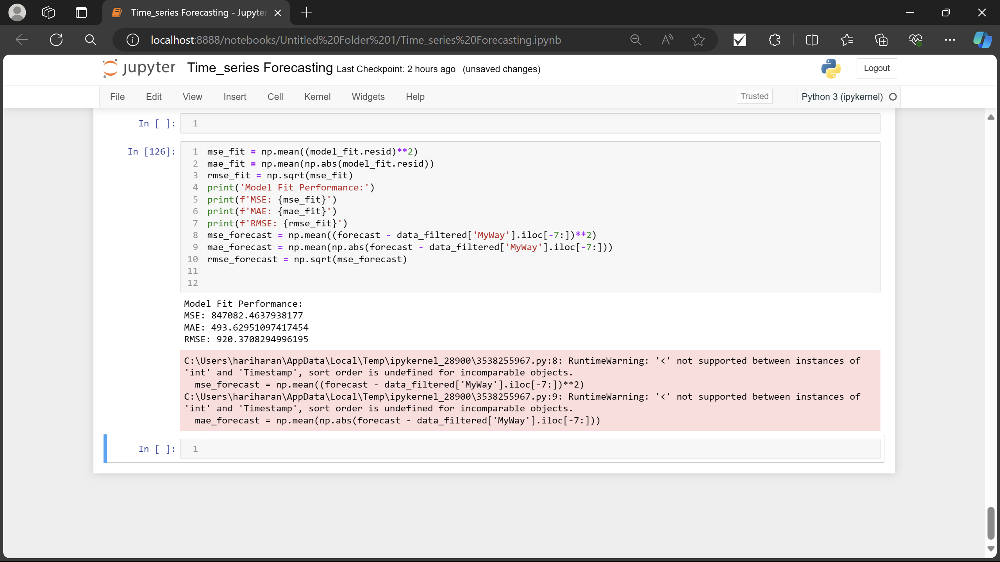 Time_series Forecasting - Jupyter
localhost:8888/notebooks/Untitled%20Folder%201/Time_series%20Forecasting.ipynb
jupyter Time_series Forecasting Last Checkpoint: 2 hours ago (unsaved changes) Logout
File Edit View Insert Cell Kernel Widgets Help Trusted Python 3 (ipykernel)
In [ ]: 1
In [126]: 1 mse_fit = np.mean((model_fit.resid)**2)
2 mae_fit = np.mean(np.abs(model_fit.resid))
3 rmse_fit = np.sqrt(mse_fit)
4 print('Model Fit Performance:')
5 print(f'MSE: {mse_fit}')
6 print(f'MAE: {mae_fit}')
7 print(f'RMSE: {rmse_fit}')
8 mse_forecast = np.mean((forecast - data_filtered['MyWay'].iloc[-7:])**2)
9 mae_forecast = np.mean(np.abs(forecast - data_filtered['MyWay'].iloc[-7:]))
10 rmse_forecast = np.sqrt(mse_forecast)
11
12
Model Fit Performance:
MSE: 847082.4637938177
MAE: 493.62951097417454
RMSE: 920.3708294996195
C:\Users\hariharan\AppData\Local\Temp\ipykernel_28900\3538255967.py:8: RuntimeWarning: '<' not supported between instances of
'int' and 'Timestamp', sort order is undefined for incomparable objects.
mse_forecast = np.mean((forecast - data_filtered['MyWay'].iloc[-7:])**2)
C:\Users\hariharan\AppData\Local\Temp\ipykernel_28900\3538255967.py:9: RuntimeWarning: '<' not supported between instances of
'int' and 'Timestamp', sort order is undefined for incomparable objects.
mae_forecast = np.mean(np.abs(forecast - data_filtered['MyWay'].iloc[-7:]))
In [ ]: 1